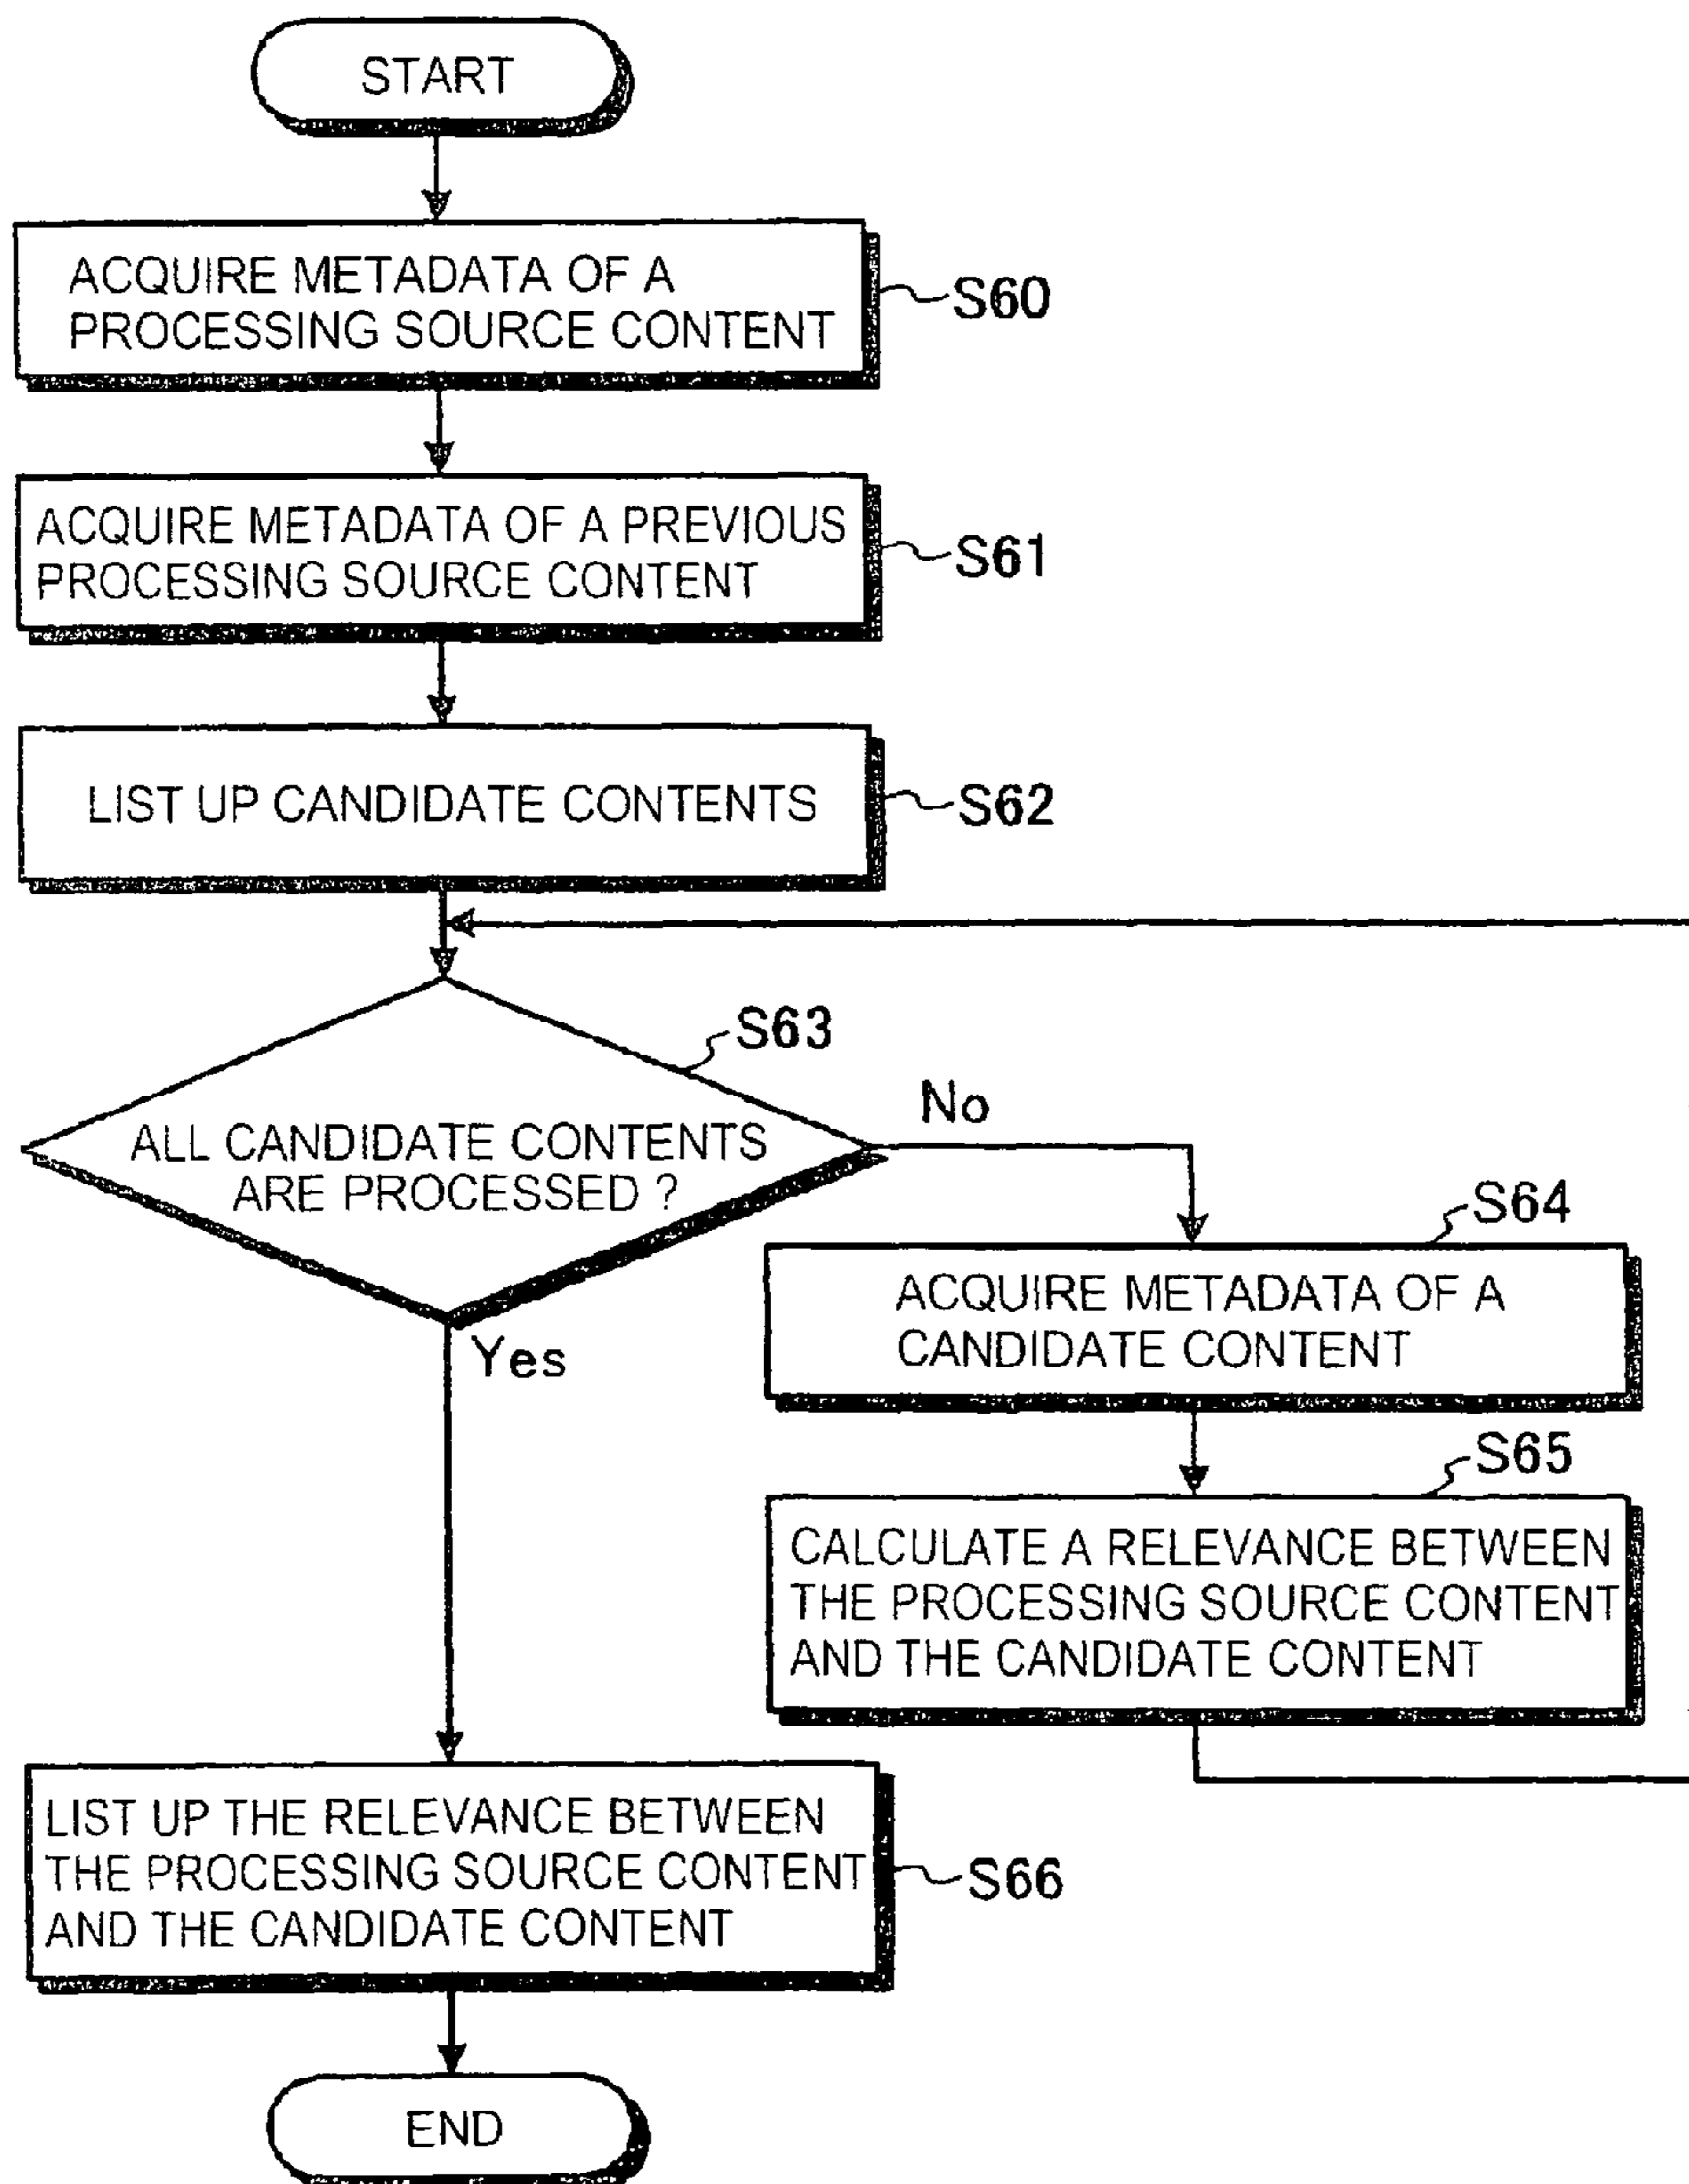 START
ACQUIRE METADATA OF A
PROCESSING SOURCE CONTENT
S60
ACQUIRE METADATA OF A PREVIOUS
PROCESSING SOURCE CONTENT
S61
LIST UP CANDIDATE CONTENTS
S62
S63
ALL CANDIDATE CONTENTS
ARE PROCESSED ?
No
Yes
S64
ACQUIRE METADATA OF A
CANDIDATE CONTENT
S65
CALCULATE A RELEVANCE BETWEEN
THE PROCESSING SOURCE CONTENT
AND THE CANDIDATE CONTENT
LIST UP THE RELEVANCE BETWEEN
THE PROCESSING SOURCE CONTENT
AND THE CANDIDATE CONTENT
S66
END